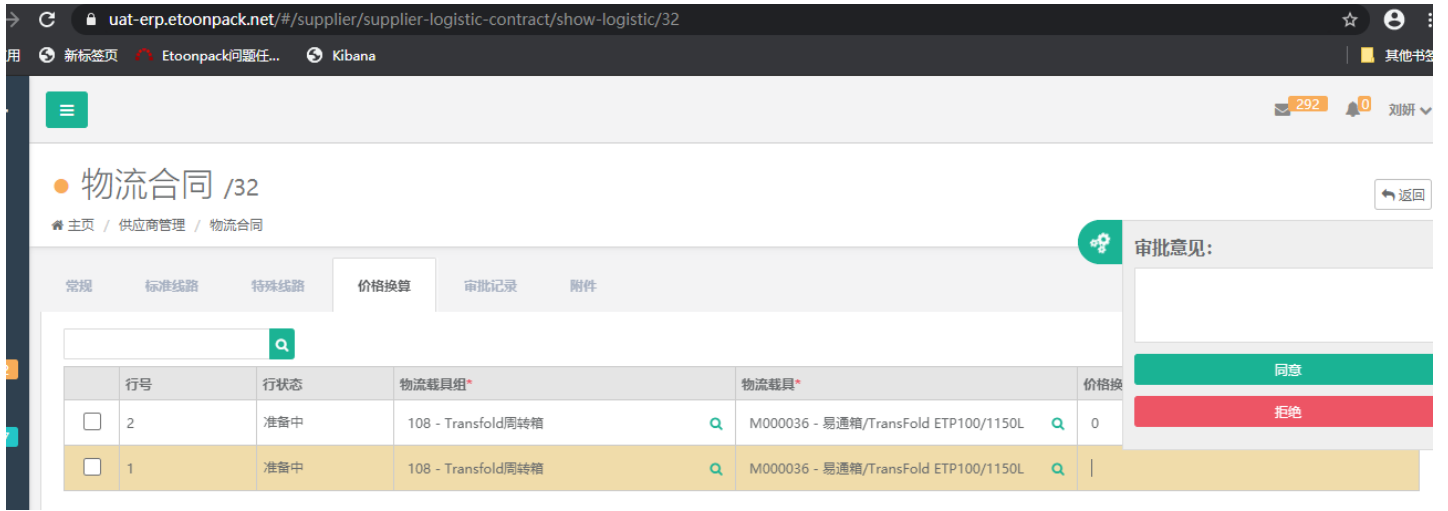 uat-erp.etoonpack.net/#/supplier/supplier-logistic-contract/show-logistic/32
用 新标签页 Etoonpack问题任... Kibana 其他书签
292 0 刘妍
物流合同 /32
返回
主页 / 供应商管理 / 物流合同
审批意见:
常规 标准线路 特殊线路 价格换算 审批记录 附件
同意
行号 行状态 物流载具组* 物流载具* 价格换
拒绝
2 准备中 108 - Transfold周转箱 M000036 - 易通箱/TransFold ETP100/1150L 0
1 准备中 108 - Transfold周转箱 M000036 - 易通箱/TransFold ETP100/1150L